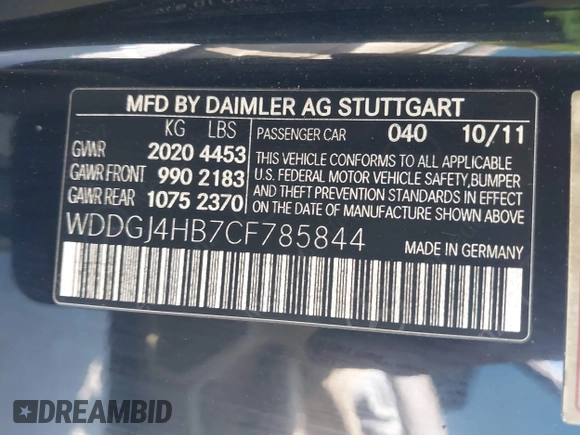 MFD BY DAIMLER AG STUTTGART
KG LBS
GVWR 2020 4453
GAWR FRONT 990 2183
GAWR REAR 1075 2370
PASSENGER CAR 040 10/11
THIS VEHICLE CONFORMS TO ALL APPLICABLE
U.S. FEDERAL MOTOR VEHICLE SAFETY,BUMPER
AND THEFT PREVENTION STANDARDS IN EFFECT
ON THE DATE OF MANUFACTURE SHOWN ABOVE.
WDDGJ4HB7CF785844
MADE IN GERMANY
DREAMBID